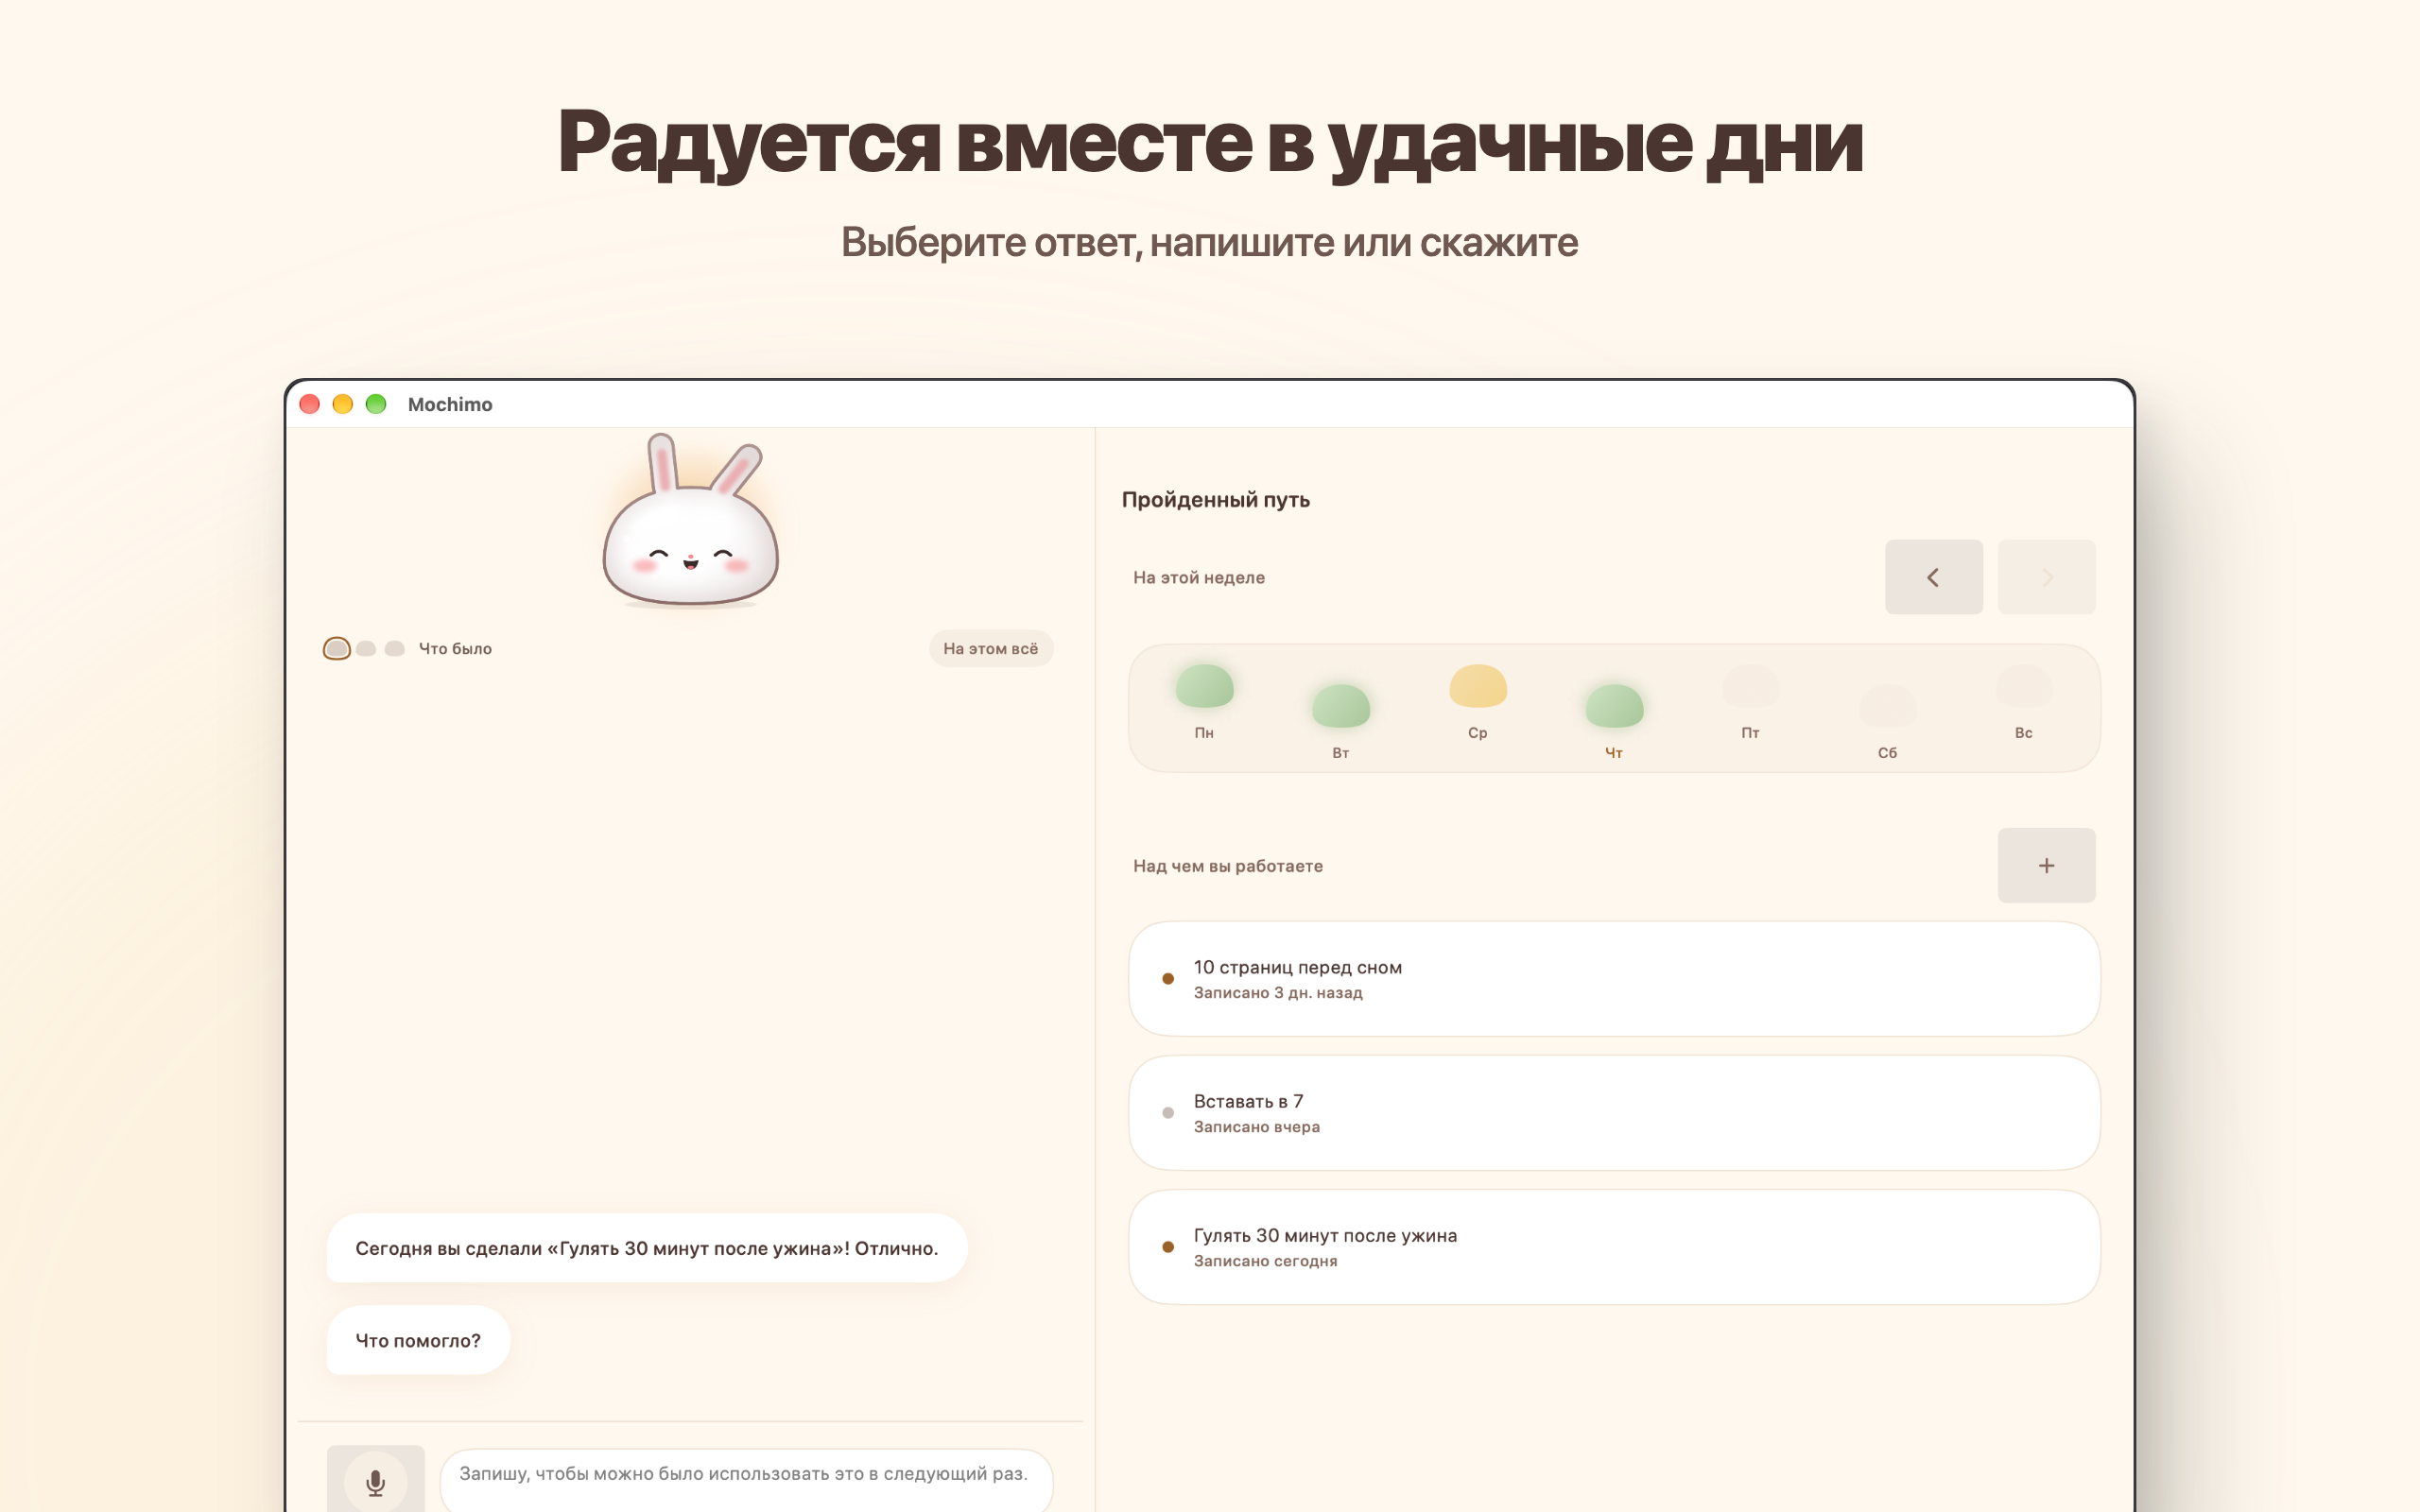 Радуется вместе в удачные дни
Выберите ответ, напишите или скажите
Mochimo
Что было
На этом всё
Сегодня вы сделали «Гулять 30 минут после ужина»! Отлично.
Что помогло?
Запишу, чтобы можно было использовать это в следующий раз.
Пройденный путь
На этой неделе
Пн
Вт
Ср
Чт
Пт
Сб
Вс
Над чем вы работаете
10 страниц перед сном
Записано 3 дн. назад
Вставать в 7
Записано вчера
Гулять 30 минут после ужина
Записано сегодня